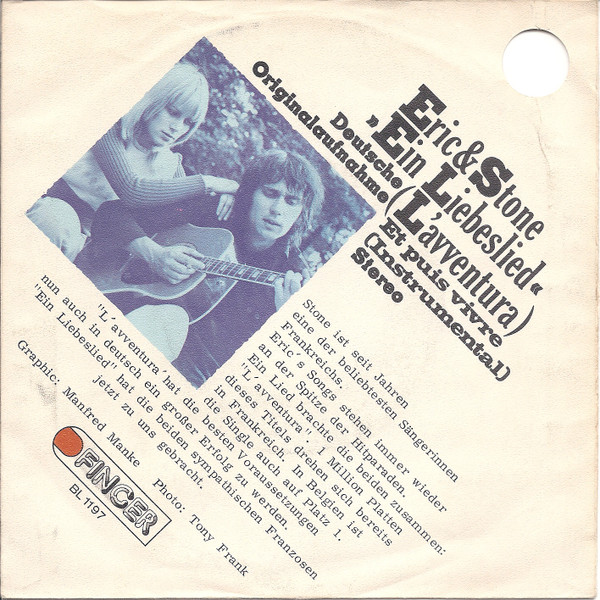 Eric & Stone
„Ein Liebeslied“
(L'avventura)
Deutsche
Originalaufnahme
Et puis vivre
(Instrumental)
Stereo
Stone ist seit Jahren
eine der beliebtesten Sängerinnen
Frankreichs.
Eric´s Songs stehen immer wieder
an der Spitze der Hitparaden.
Ein Lied brachte die beiden zusammen:
"L´avventura". 1 Million Platten
dieses Titels drehen sich bereits
in Frankreich. In Belgien ist
die Single auch auf Platz 1.
"L´avventura´hat die besten Voraussetzungen
nun auch in deutsch ein großer Erfolg zu werden.
"Ein Liebeslied" hat die beiden sympathischen Franzosen
jetzt zu uns gebracht.
Graphic: Manfred Manke Photo: Tony Frank
FINGER
BL 1197